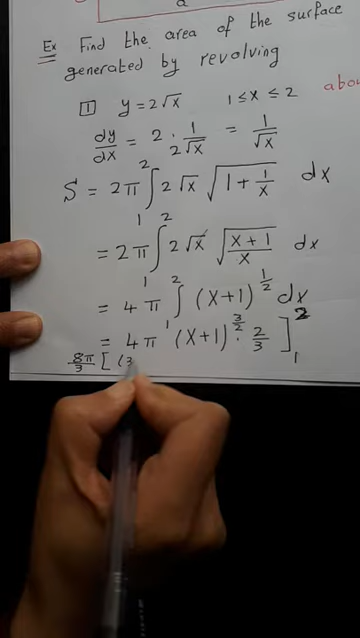 a
Ex Find the area of the surface
generated by revolving
1 y = 2√x 1 ≤ x ≤ 2
dy/dx = 2 · 1/2√x = 1/√x
S = 2π ∫₁² 2√x √(1 + 1/x) dx
= 2π ∫₁² 2√x √((x+1)/x) dx
= 4π ∫₁² (x+1)^(1/2) dx
= 4π (x+1)^(3/2) · 2/3 ]₁²
8π/3 [ (3